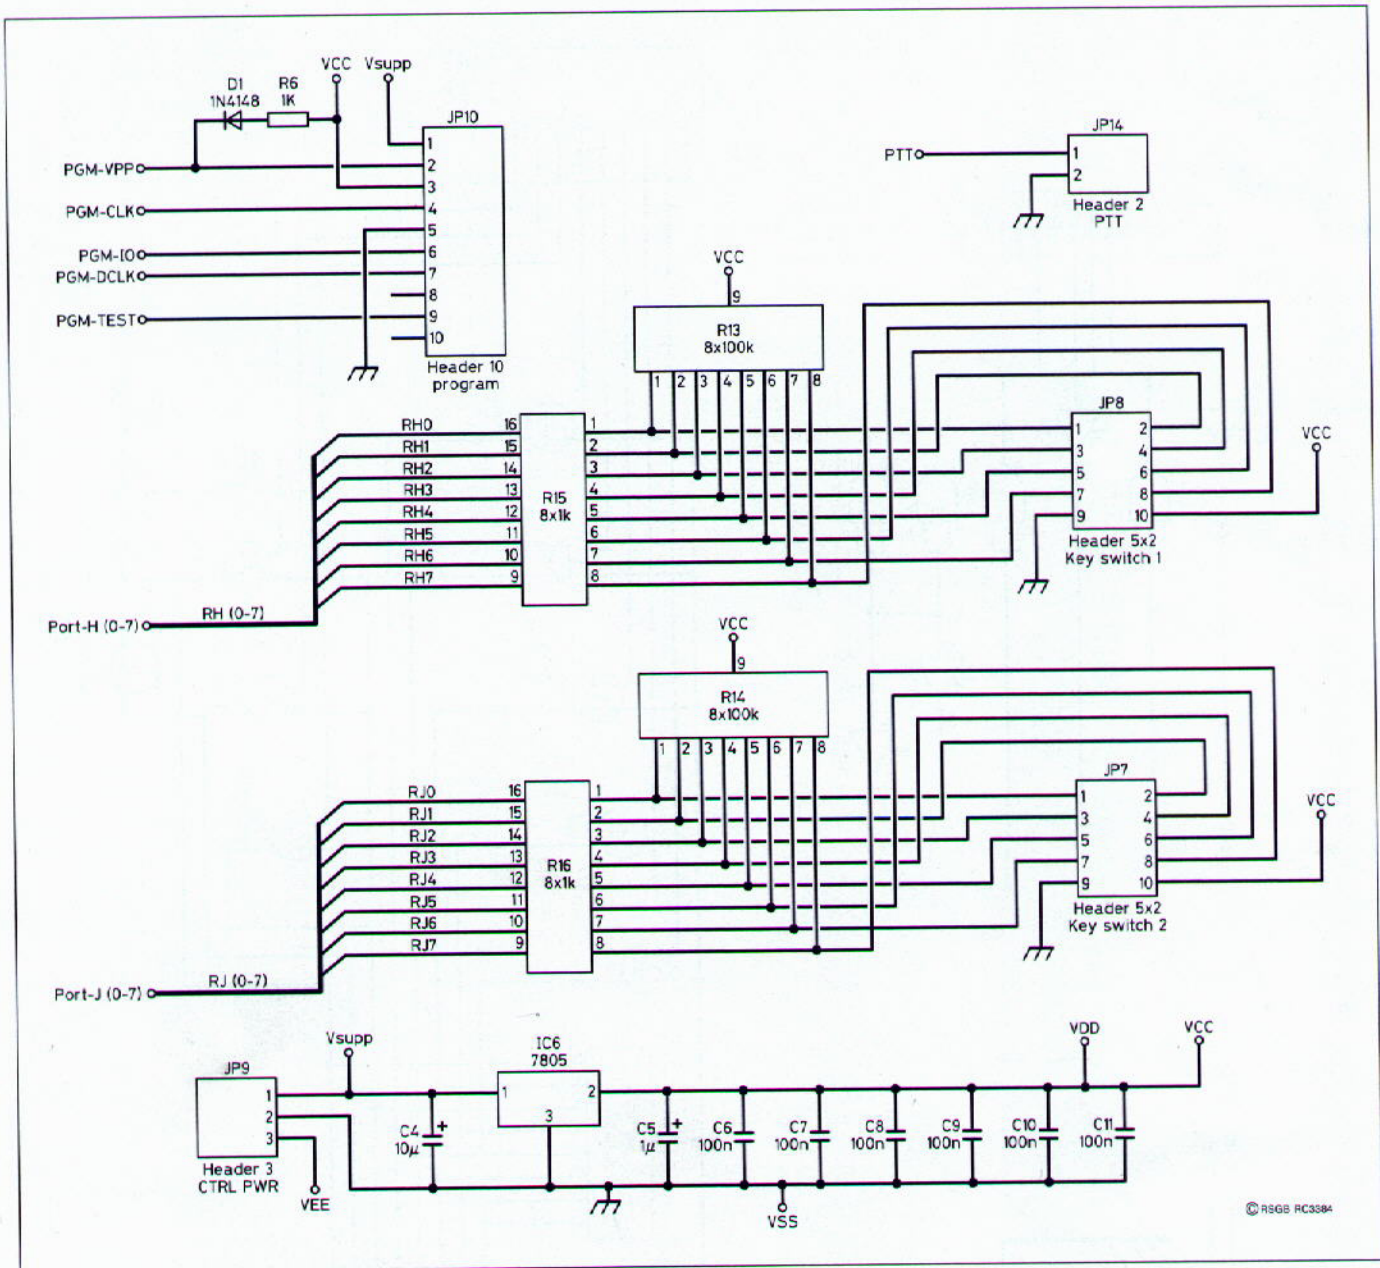 VCC
Vsupp
D1
1N4148
R6
1K
JP10
1
2
3
4
5
6
7
8
9
10
PGM-VPP
PGM-CLK
PGM-IO
PGM-DCLK
PGM-TEST
Header 10
program
JP14
PTT
1
2
Header 2
PTT
VCC
9
R13
8x100k
1 2 3 4 5 6 7 8
RH0
RH1
RH2
RH3
RH4
RH5
RH6
RH7
16
15
14
13
12
11
10
9
R15
8x1k
1
2
3
4
5
6
7
8
JP8
1 2
3 4
5 6
7 8
9 10
VCC
Header 5x2
Key switch 1
Port-H (0-7)
RH (0-7)
VCC
9
R14
8x100k
1 2 3 4 5 6 7 8
RJ0
RJ1
RJ2
RJ3
RJ4
RJ5
RJ6
RJ7
16
15
14
13
12
11
10
9
R16
8x1k
1
2
3
4
5
6
7
8
JP7
1 2
3 4
5 6
7 8
9 10
VCC
Header 5x2
Key switch 2
Port-J (0-7)
RJ (0-7)
Vsupp
IC6
7805
VDD
VCC
JP9
1
2
3
Header 3
CTRL PWR
VEE
C4
10µ
+
1 2
3
C5
1µ
+
C6
100n
C7
100n
C8
100n
C9
100n
C10
100n
C11
100n
VSS
© RSGB RC3384